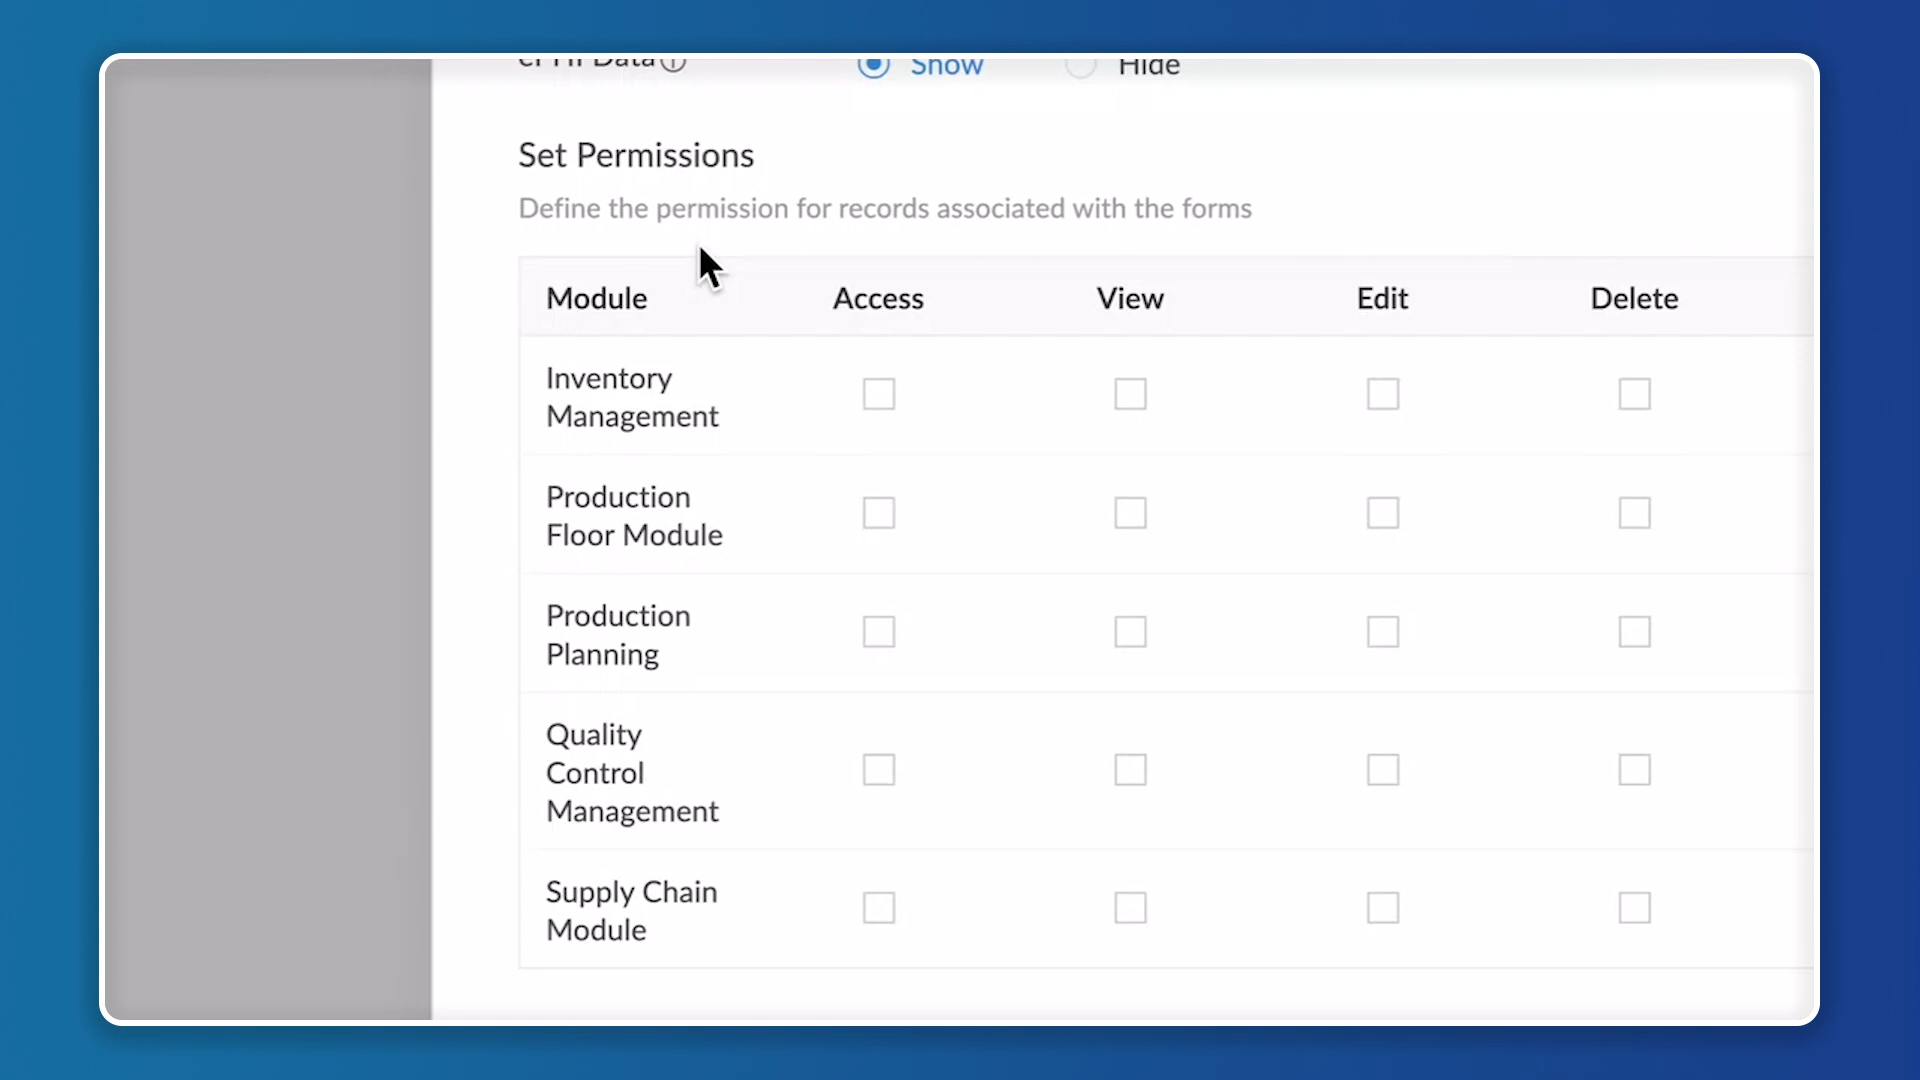 Data
Show
Hide
Set Permissions
Define the permission for records associated with the forms
Module Access View Edit Delete
Inventory
Management
Production
Floor Module
Production
Planning
Quality
Control
Management
Supply Chain
Module